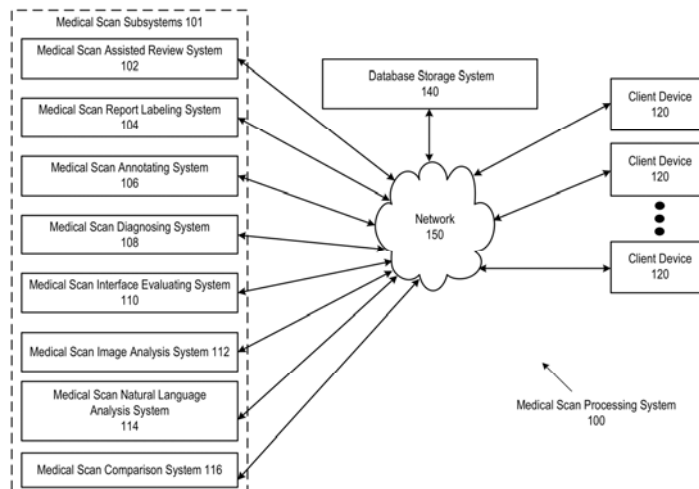 Medical Scan Subsystems 101
Medical Scan Assisted Review System
102
Medical Scan Report Labeling System
104
Medical Scan Annotating System
106
Medical Scan Diagnosing System
108
Medical Scan Interface Evaluating System
110
Medical Scan Image Analysis System 112
Medical Scan Natural Language
Analysis System
114
Medical Scan Comparison System 116
Database Storage System
140
Network
150
Client Device
120
Client Device
120
Client Device
120
Medical Scan Processing System
100